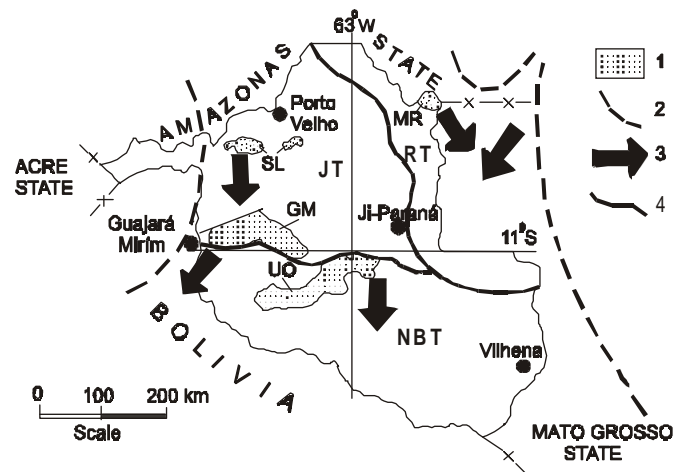 63°W
AMAZONAS STATE
1
2
3
4
Porto
Velho
MR
SL
JT
RT
ACRE
STATE
GM
Ji-Paraná
Guajará
Mirim
11°S
UO
BOLIVIA
NBT
Vilhena
0 100 200 km
Scale
MATO GROSSO
STATE